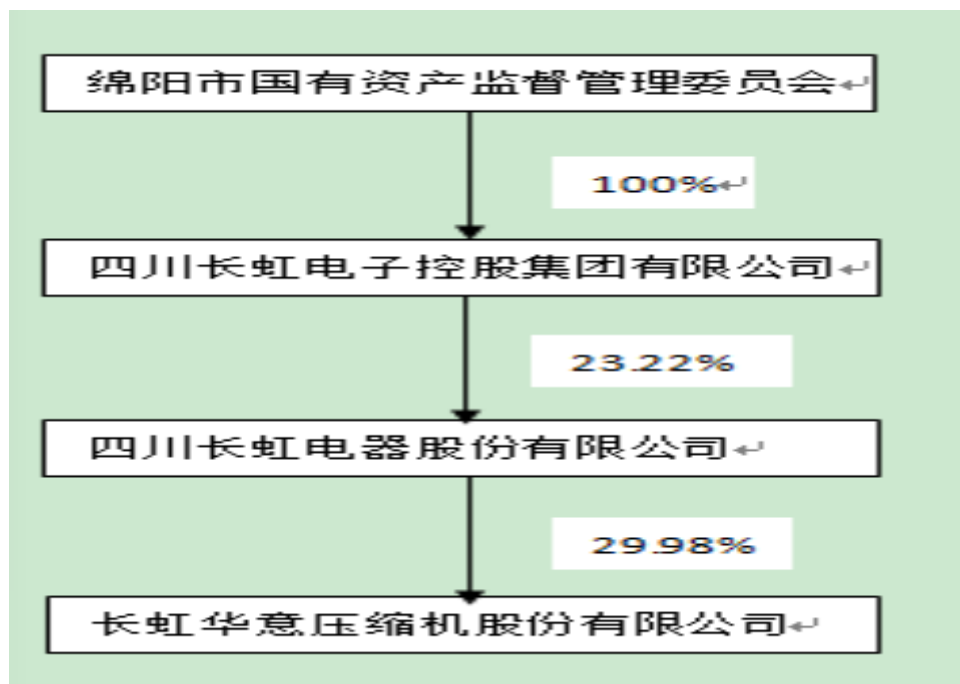 绵阳市国有资产监督管理委员会↵
100%↵
四川长虹电子控股集团有限公司↵
23.22%
四川长虹电器股份有限公司↵
29.98%
长虹华意压缩机股份有限公司↵